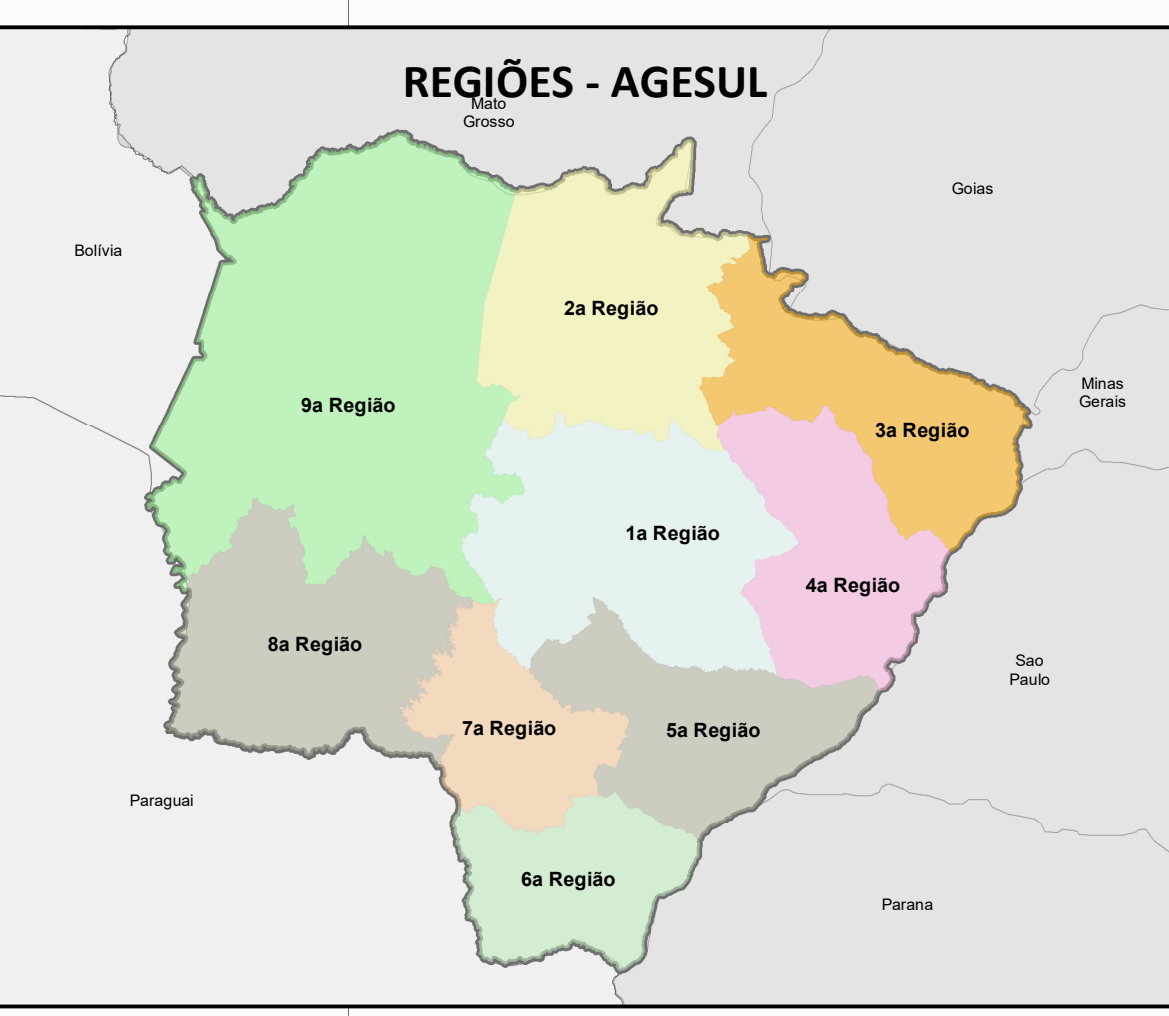 REGIÕES - AGESUL
Mato
Grosso
Goias
Bolívia
2a Região
Minas
Gerais
9a Região
3a Região
1a Região
4a Região
8a Região
Sao
Paulo
7a Região
5a Região
Paraguai
6a Região
Parana